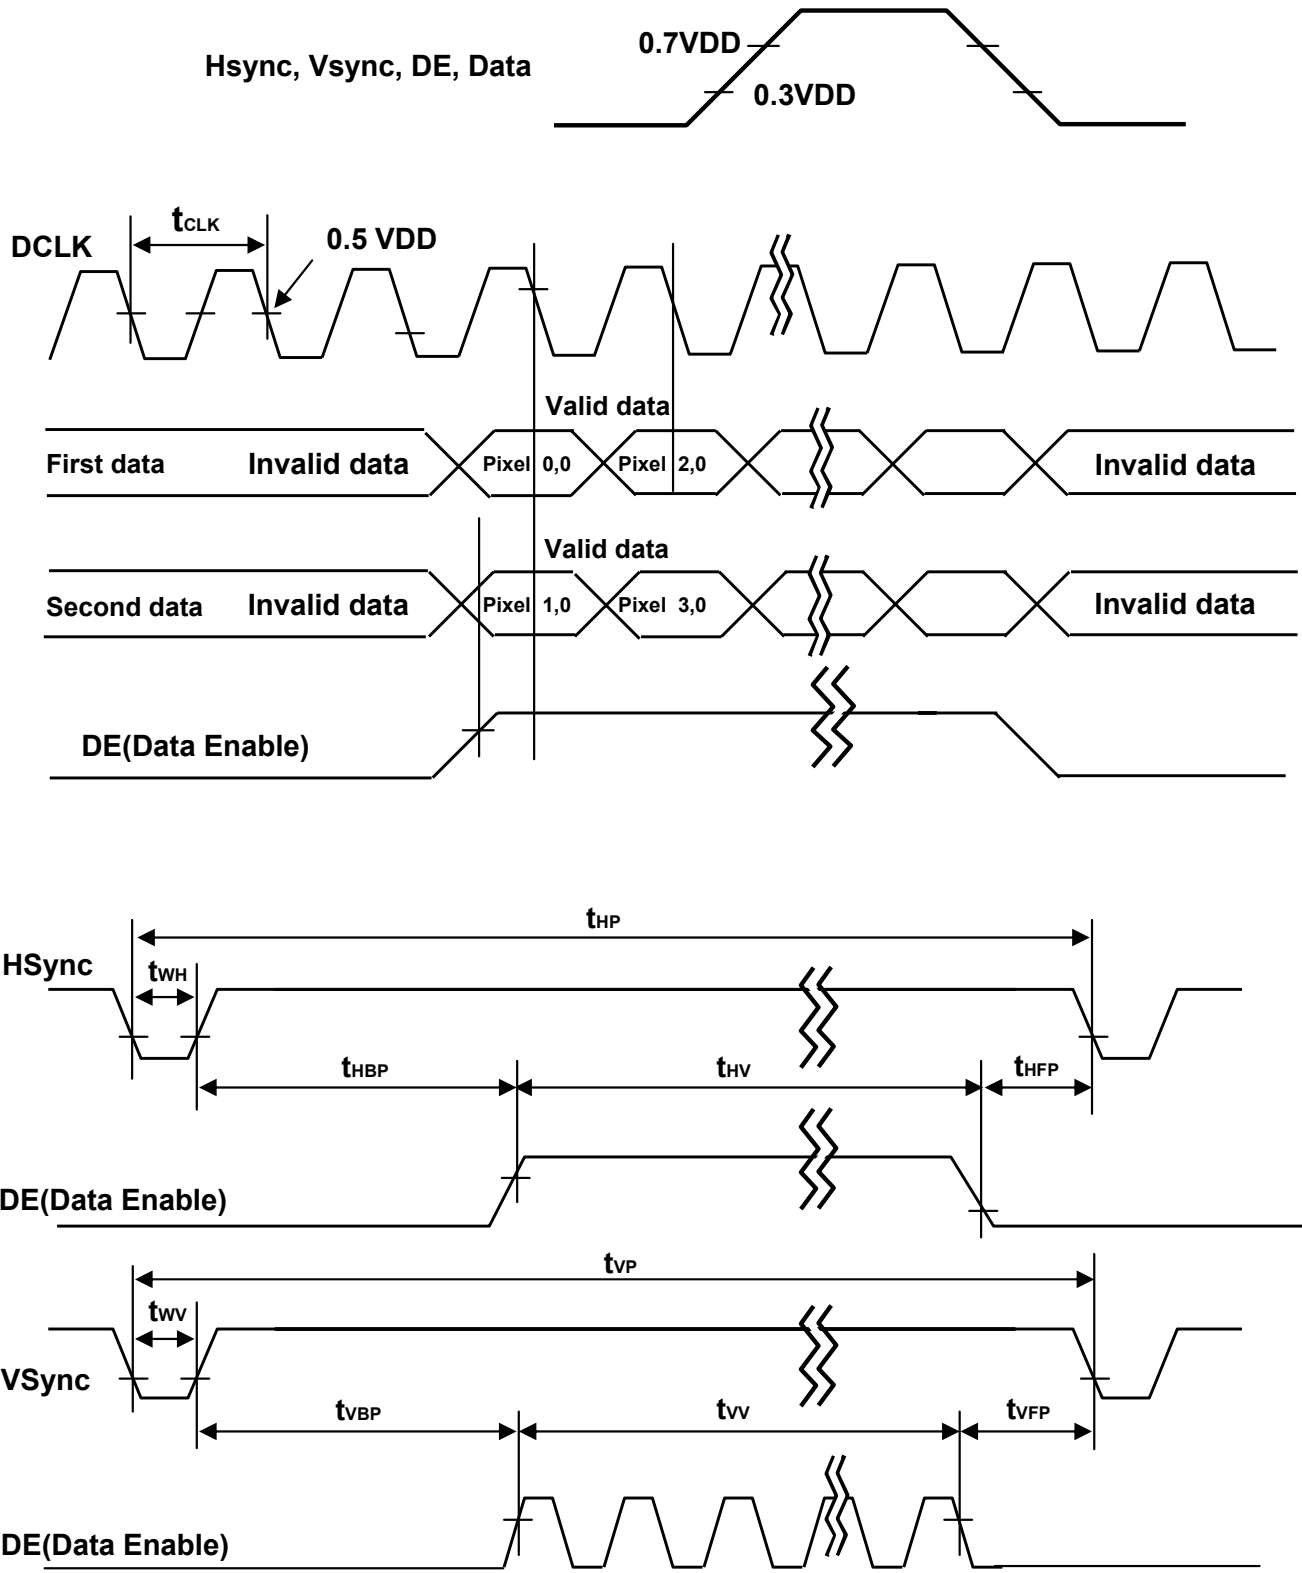 0.7VDD
Hsync, Vsync, DE, Data
0.3VDD
tCLK
DCLK
0.5 VDD
Valid data
First data Invalid data Pixel 0,0 Pixel 2,0 Invalid data
Valid data
Second data Invalid data Pixel 1,0 Pixel 3,0 Invalid data
DE(Data Enable)
tHP
HSync
tWH
tHBP tHV tHFP
DE(Data Enable)
tVP
tWV
VSync
tVBP tVV tVFP
DE(Data Enable)